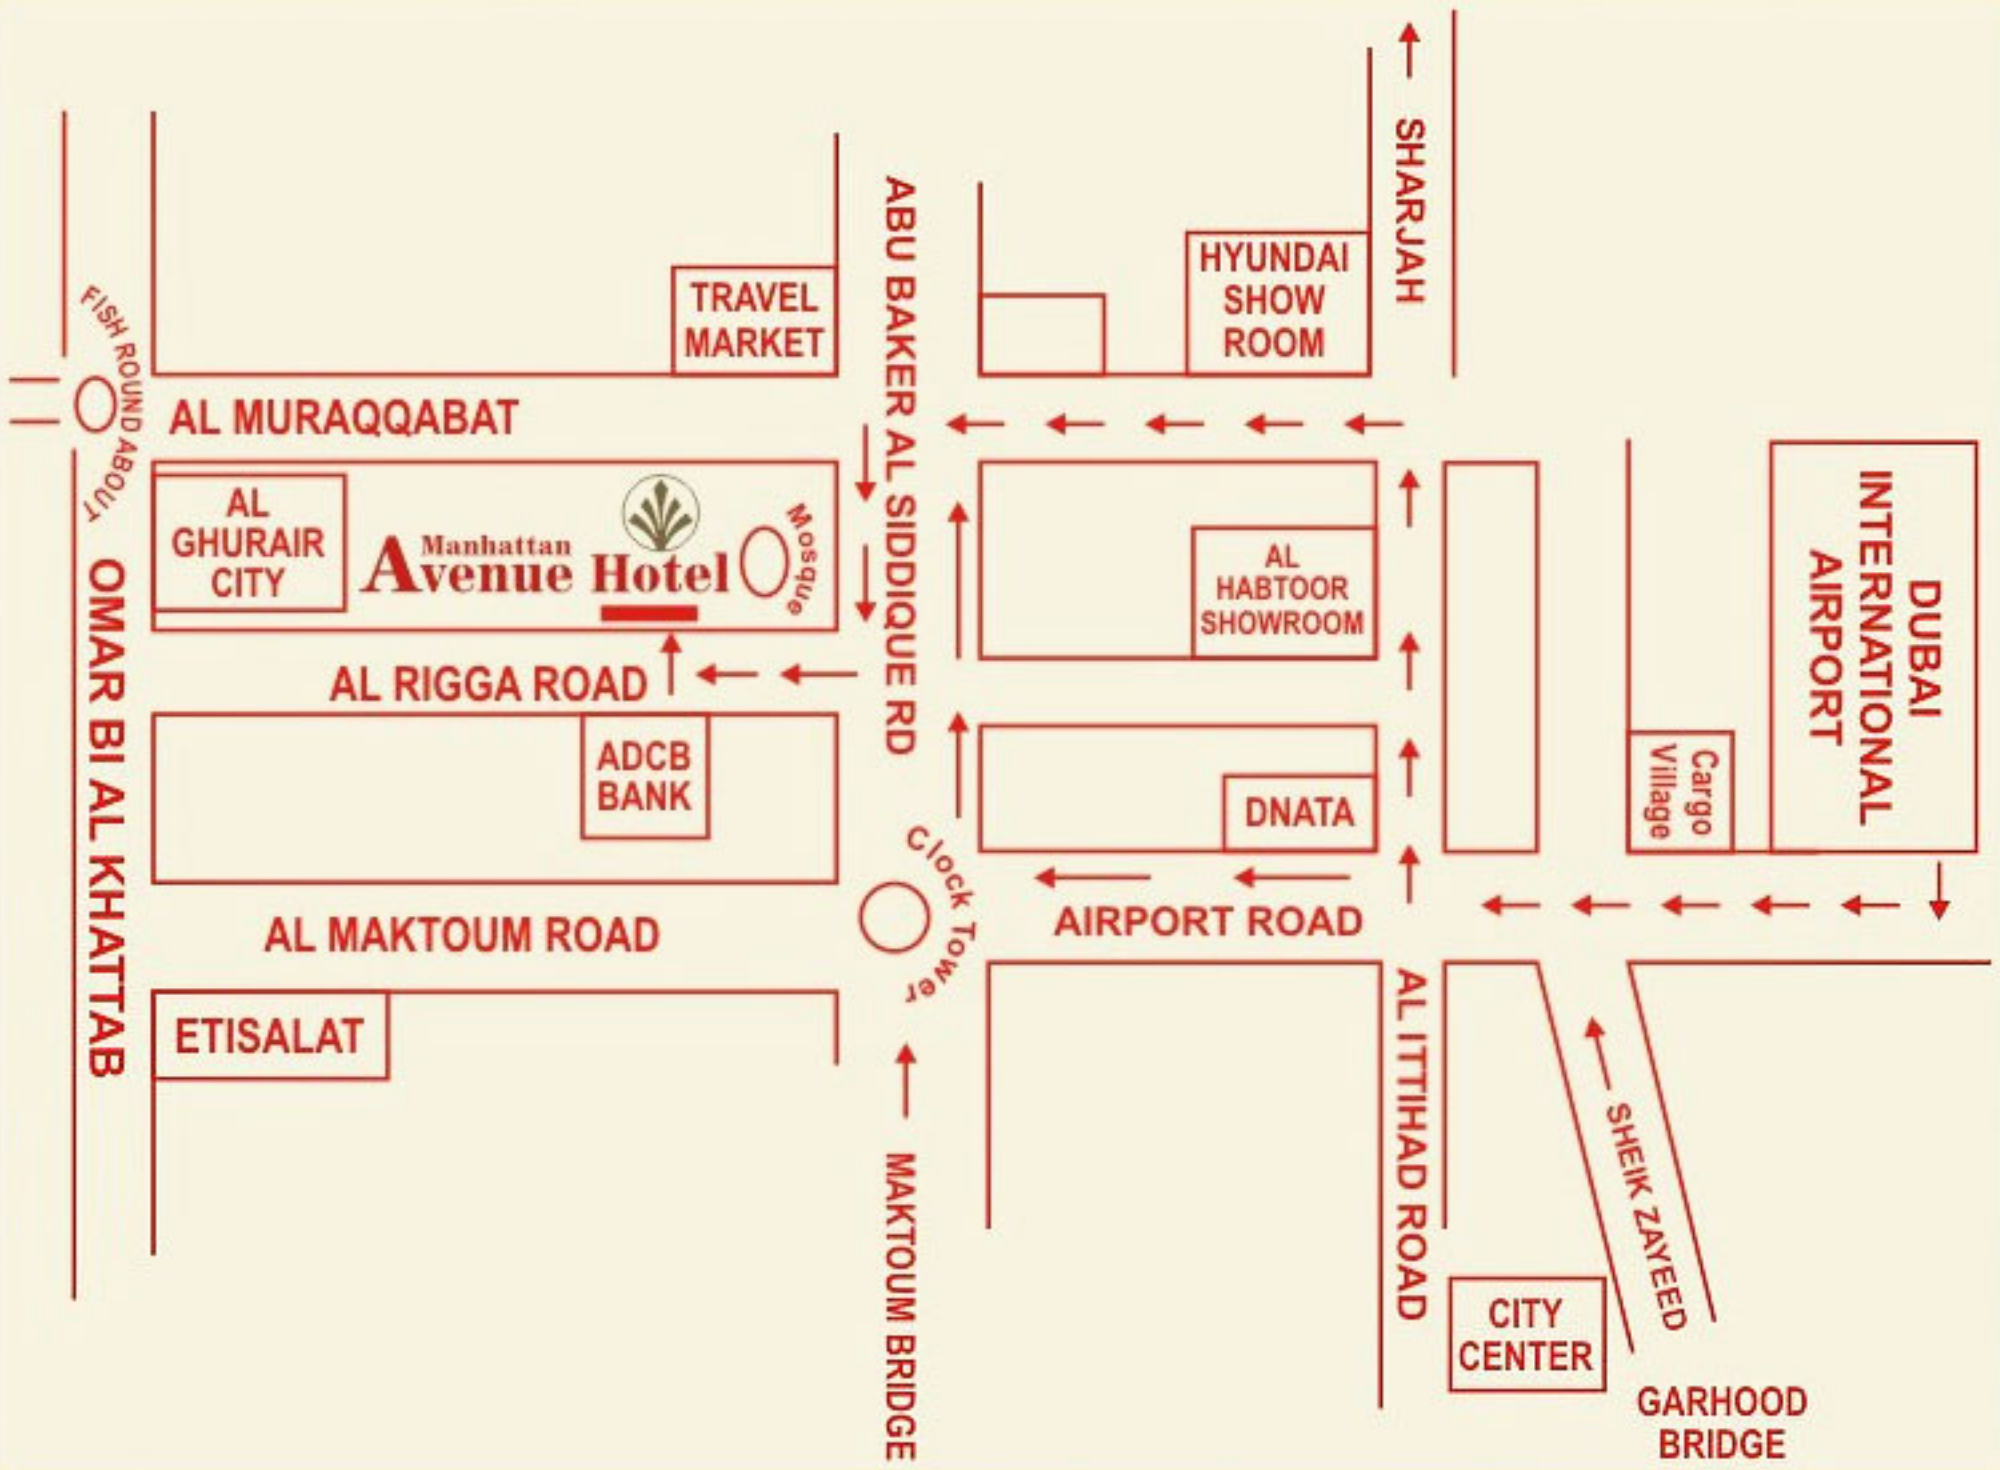 SHARJAH
ABU BAKER AL SIDDIQUE RD
HYUNDAI
SHOW
ROOM
TRAVEL
MARKET
FISH ROUND ABOUT
AL MURAQQABAT
AL
GHURAIR
CITY
Manhattan
Avenue Hotel
Mosque
AL
HABTOOR
SHOWROOM
DUBAI
INTERNATIONAL
AIRPORT
OMAR BI AL KHATTAB
AL RIGGA ROAD
ADCB
BANK
Cargo
Village
DNATA
Clock Tower
AIRPORT ROAD
AL MAKTOUM ROAD
ETISALAT
AL ITTIHAD ROAD
SHEIK ZAYEED
MAKTOUM BRIDGE
CITY
CENTER
GARHOOD
BRIDGE